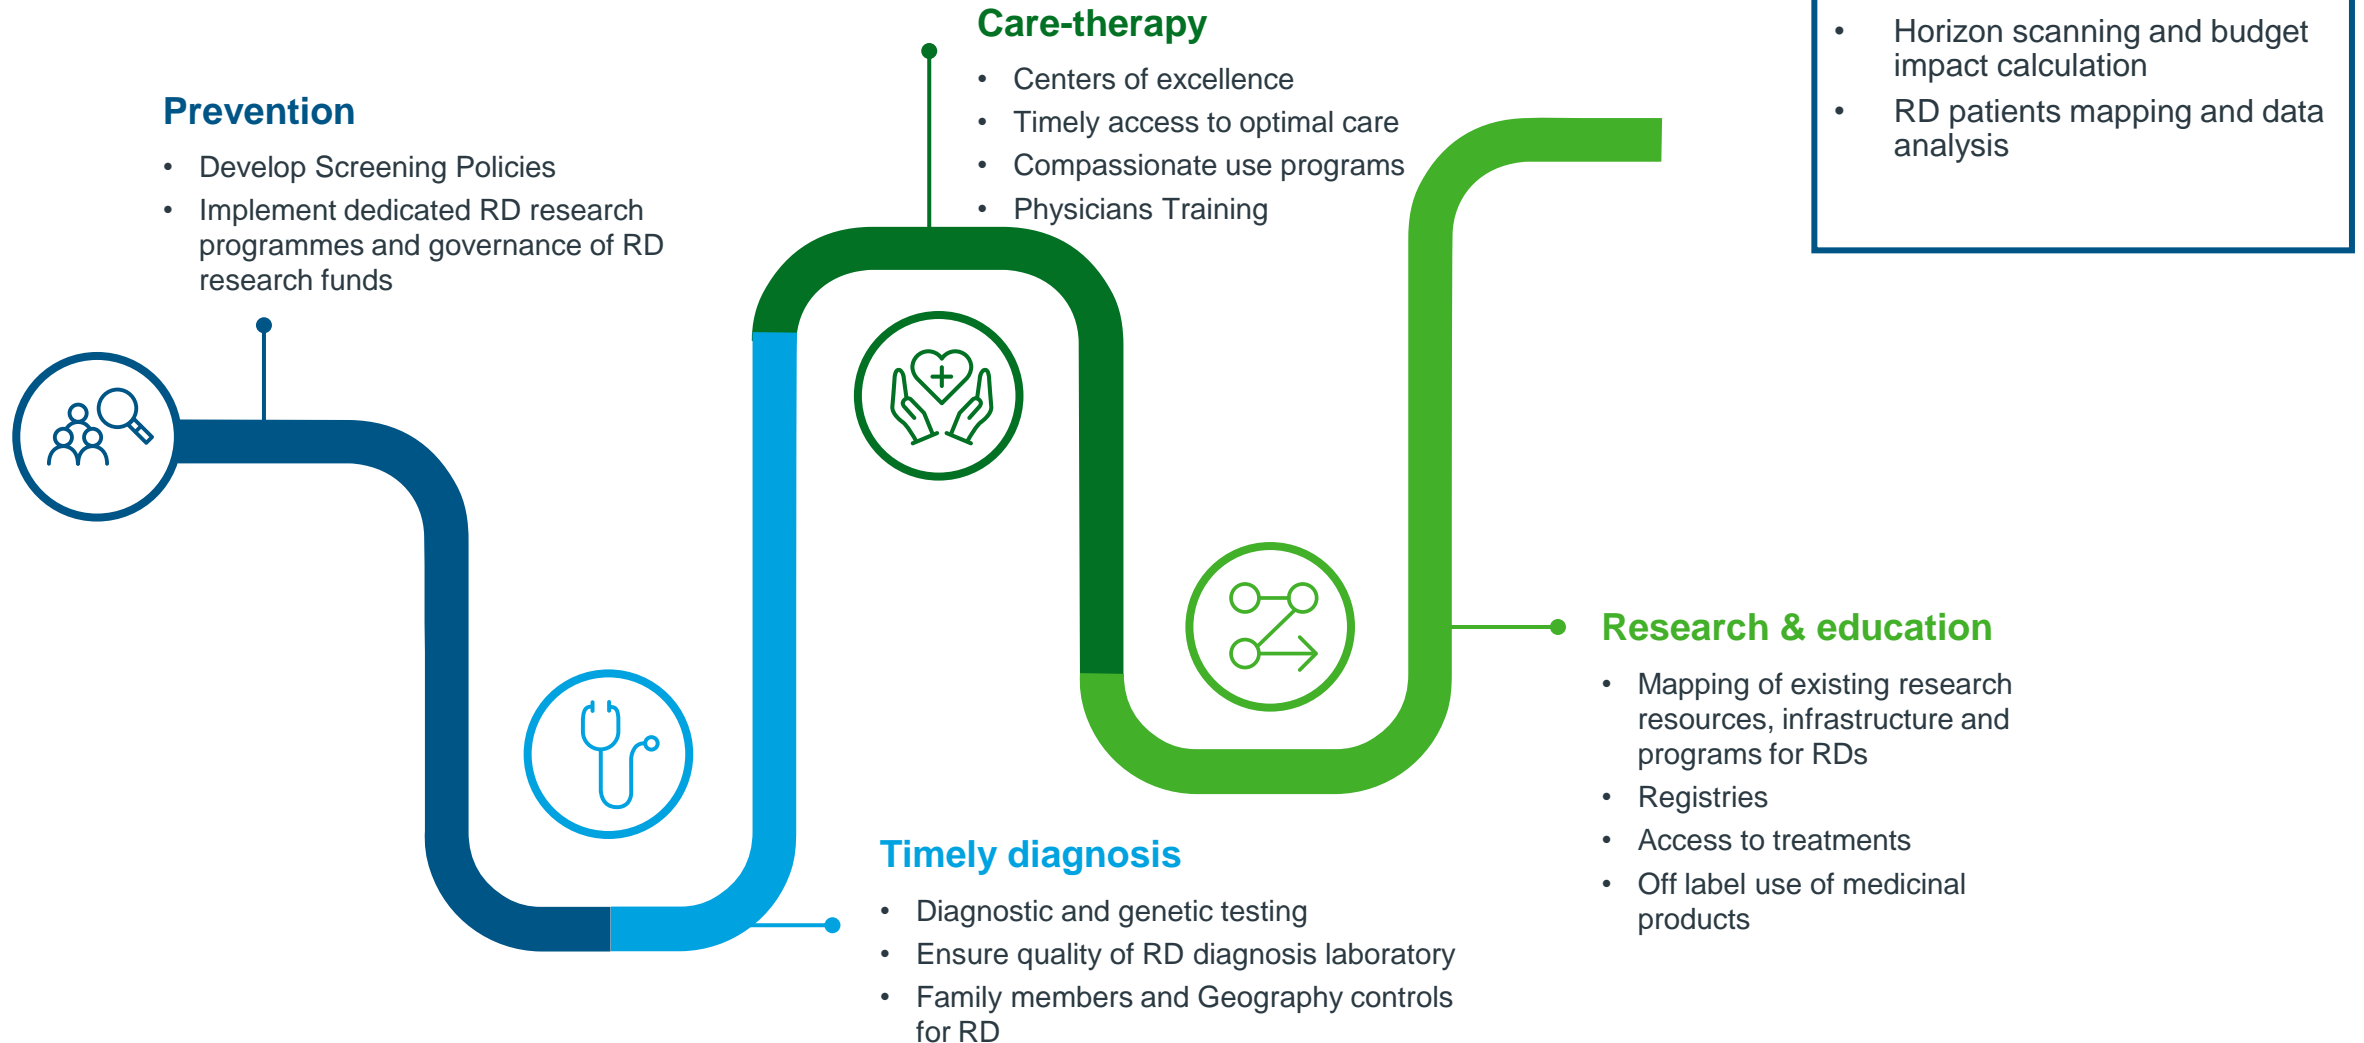 Prevention
• Develop Screening Policies
• Implement dedicated RD research
programmes and governance of RD
research funds
Care-therapy
• Centers of excellence
• Timely access to optimal care
• Compassionate use programs
• Physicians Training
• Horizon scanning and budget
impact calculation
• RD patients mapping and data
analysis
Timely diagnosis
• Diagnostic and genetic testing
• Ensure quality of RD diagnosis laboratory
• Family members and Geography controls
for RD
Research & education
• Mapping of existing research
resources, infrastructure and
programs for RDs
• Registries
• Access to treatments
• Off label use of medicinal
products